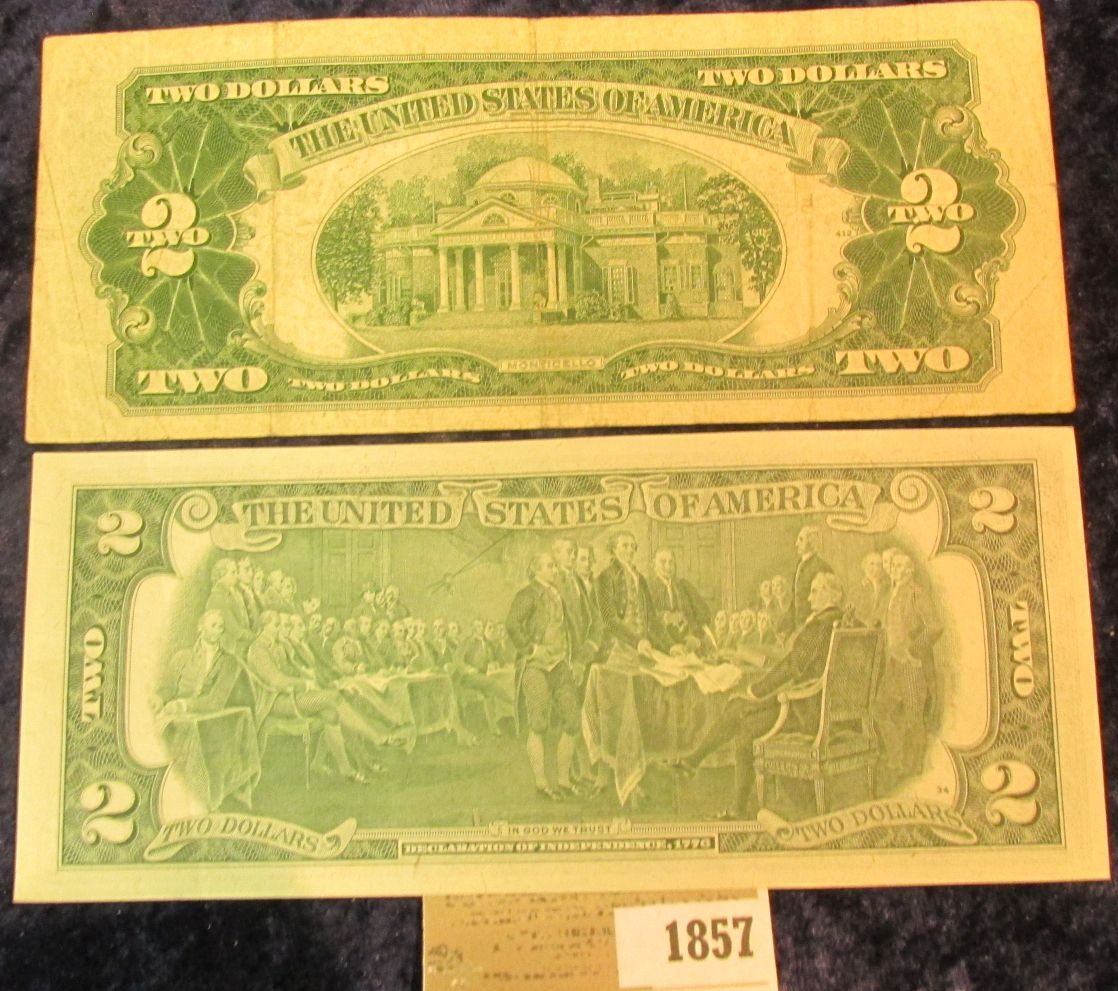 TWO DOLLARS TWO DOLLARS
THE UNITED STATES OF AMERICA
2 2
TWO TWO
412
MONTICELLO
TWO TWO DOLLARS TWO DOLLARS TWO
THE UNITED STATES OF AMERICA
2 2
TWO TWO
34
2 2
TWO DOLLARS TWO DOLLARS
IN GOD WE TRUST
DECLARATION OF INDEPENDENCE, 1776
1857